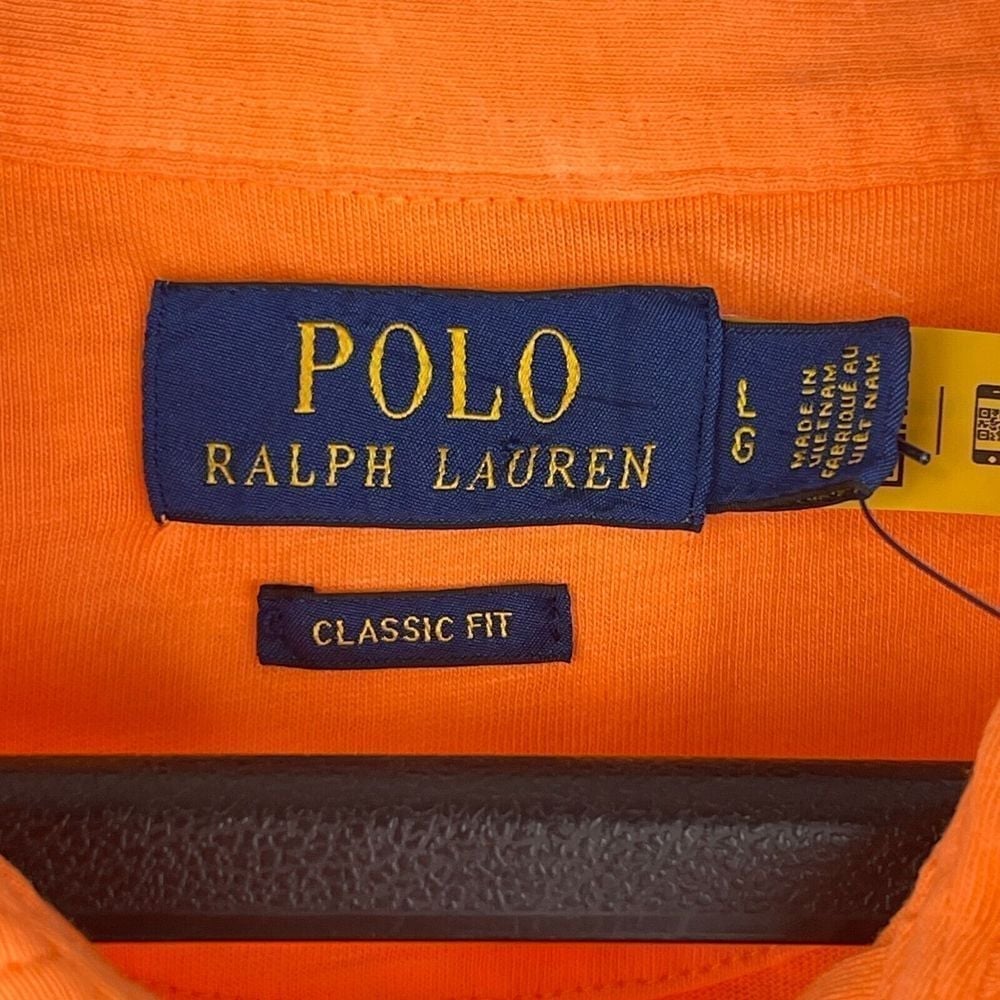 POLO
RALPH LAUREN
L
G
MADE IN
VIETNAM
FABRIQUÉ AU
VIÊT NAM
CLASSIC FIT